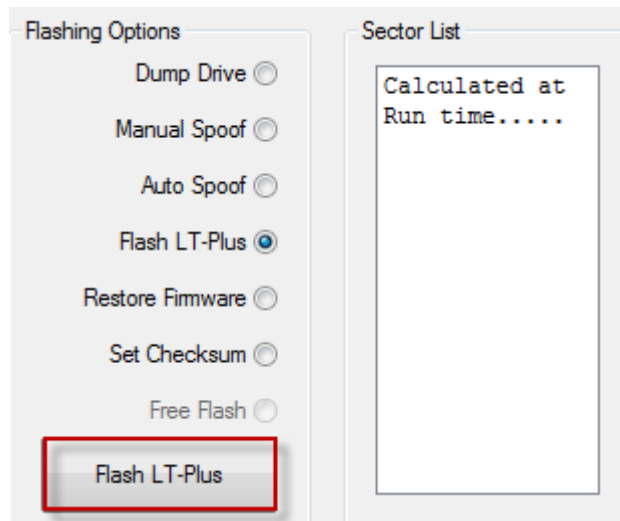 Flashing Options
Dump Drive
Manual Spoof
Auto Spoof
Flash LT-Plus
Restore Firmware
Set Checksum
Free Flash
Flash LT-Plus
Sector List
Calculated at
Run time.....